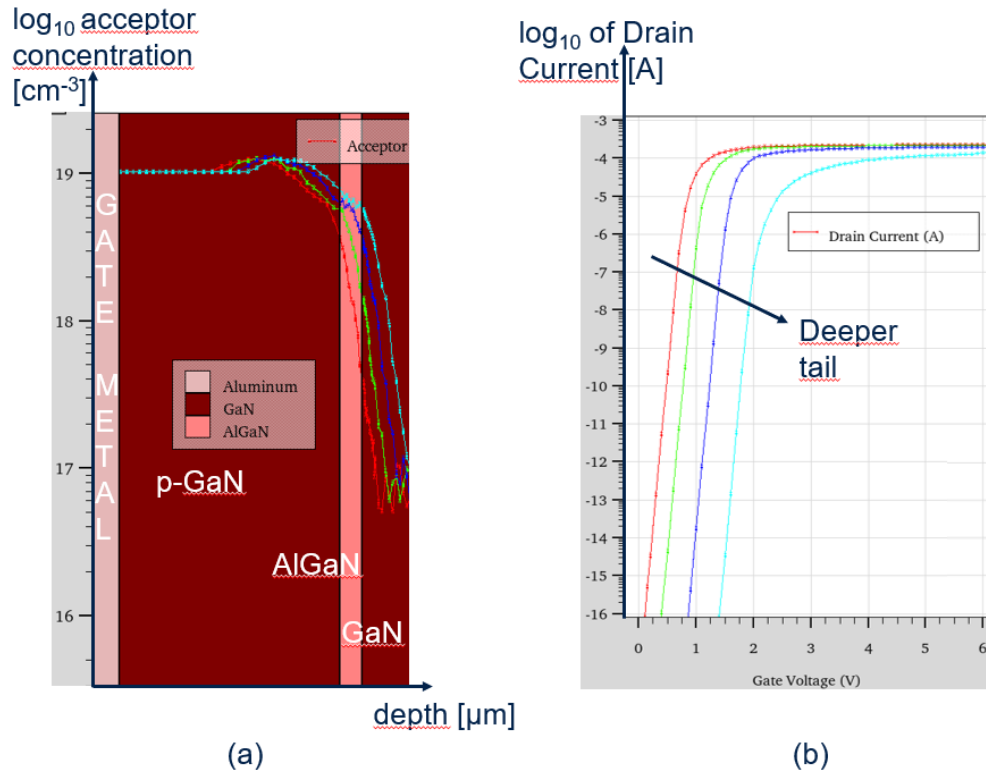 log10 acceptor
concentration
[cm-3]
Acceptor
19
18
17
16
GATE METAL
Aluminum
GaN
AlGaN
p-GaN
AlGaN
GaN
depth [μm]
(a)
log10 of Drain
Current [A]
-3
-4
-5
-6
-7
-8
-9
-10
-11
-12
-13
-14
-15
-16
Drain Current (A)
Deeper
tail
0 1 2 3 4 5 6
Gate Voltage (V)
(b)